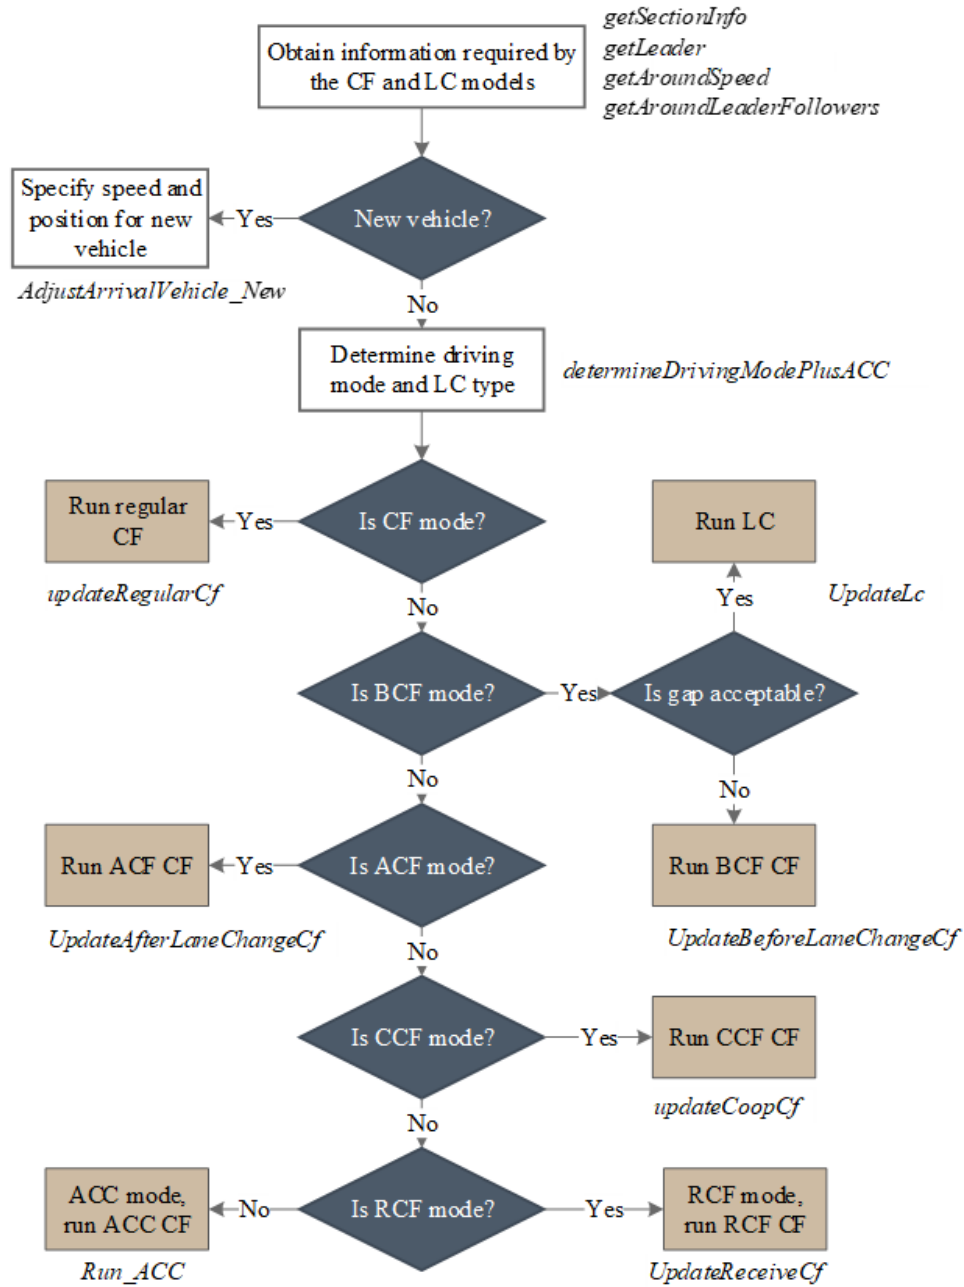 getSectionInfo
getLeader
getAroundSpeed
getAroundLeaderFollowers
Obtain information required by
the CF and LC models
New vehicle?
Yes
Specify speed and
position for new
vehicle
AdjustArrivalVehicle_New
No
Determine driving
mode and LC type
determineDrivingModePlusACC
Is CF mode?
Yes
Run regular
CF
updateRegularCf
No
Is BCF mode?
Yes
Is gap acceptable?
Yes
Run LC
UpdateLc
No
Run BCF CF
UpdateBeforeLaneChangeCf
No
Is ACF mode?
Yes
Run ACF CF
UpdateAfterLaneChangeCf
No
Is CCF mode?
Yes
Run CCF CF
updateCoopCf
No
Is RCF mode?
No
ACC mode,
run ACC CF
Run_ACC
Yes
RCF mode,
run RCF CF
UpdateReceiveCf